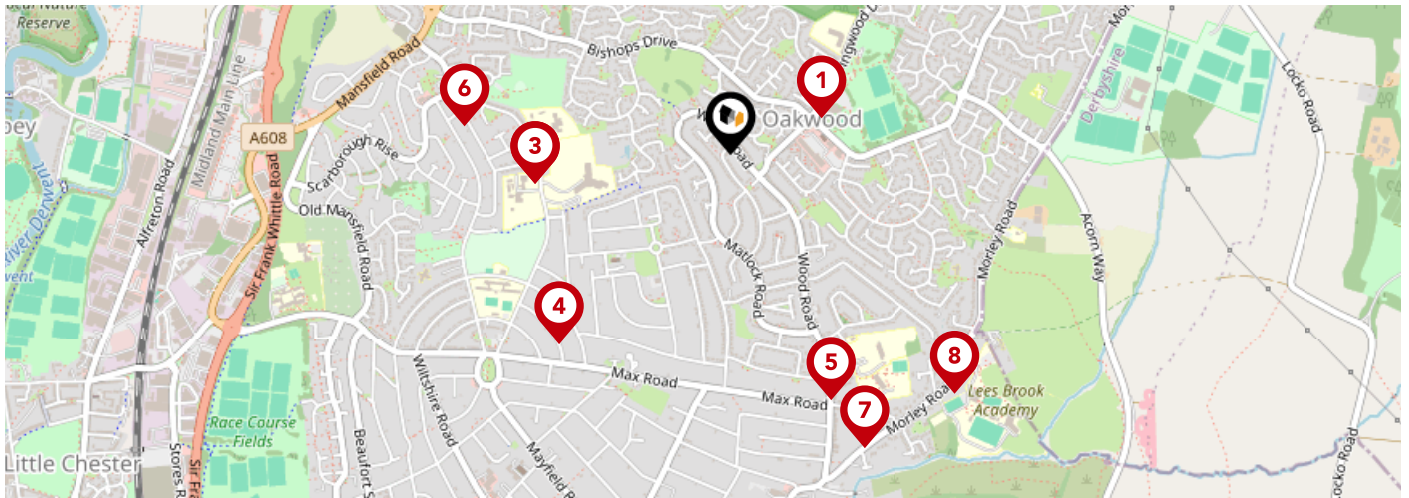 Reserve
Mansfield Road
Bishops Drive
Derbyshire
Locko Road
1
6
A608
Midland Main Line
Oakwood
3
Scarborough Rise
Alfreton Road
River Derwent
Old Mansfield Road
Sir Frank Whittle Road
Morley Road
Acorn Way
Matlock Road
Wood Road
4
5
8
Wiltshire Road
Max Road
Max Road
7
Morley Road
Lees Brook
Academy
Race Course
Fields
Little Chester
Beaufort S
Mayfield R
Stores R
Locko Road